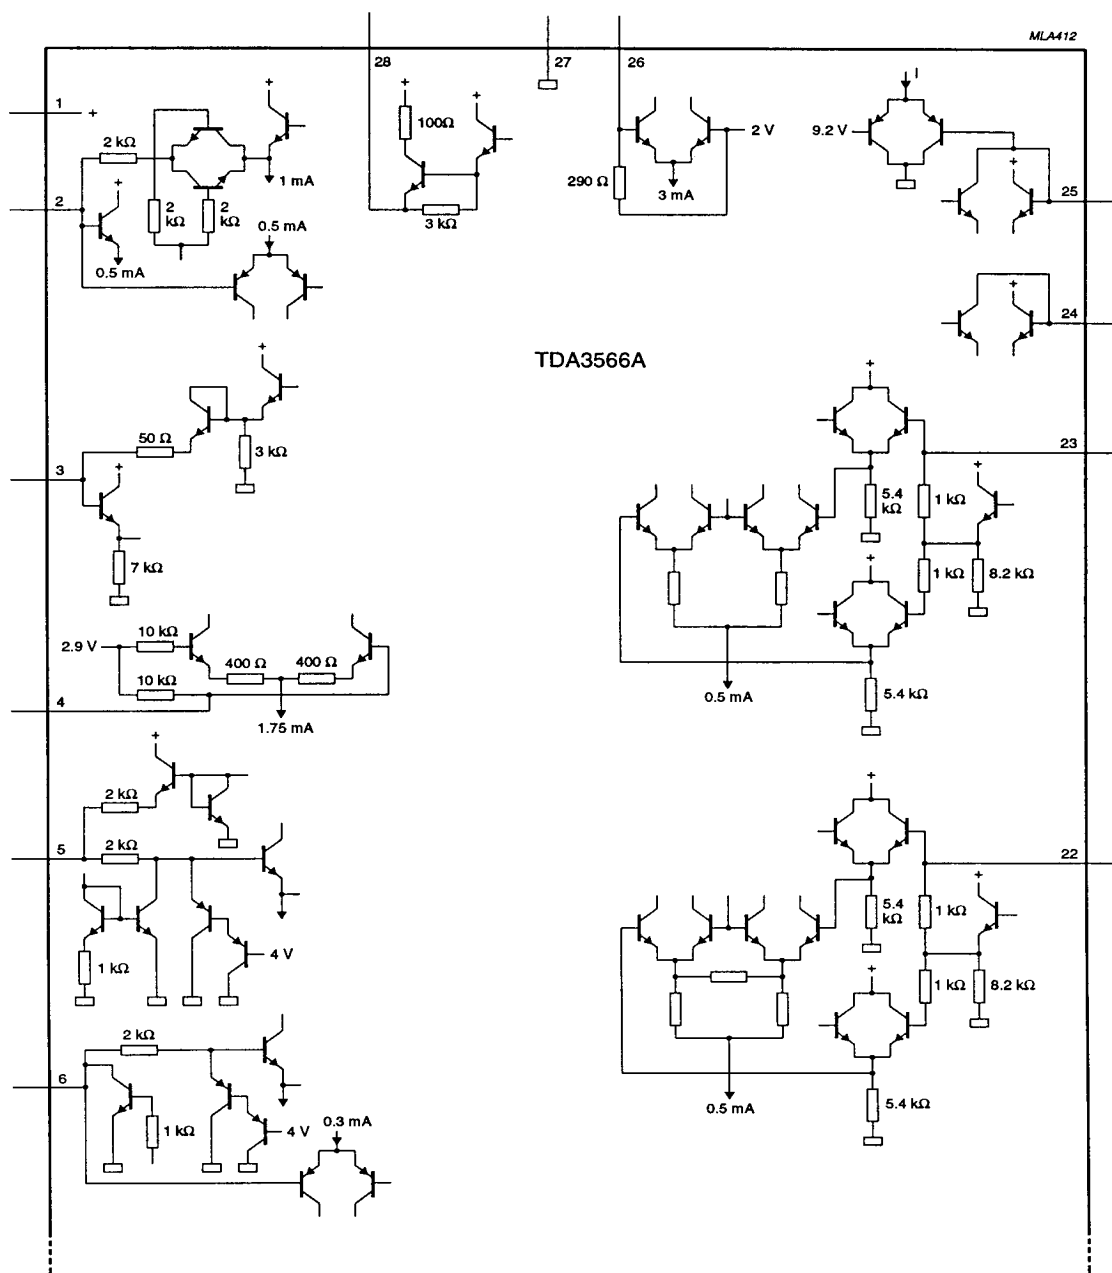 MLA412
28
27
26
1
+
+
+
+
I
2 kΩ
100Ω
2 V
9.2 V
1 mA
3 mA
290 Ω
+
+
2
2 kΩ
2 kΩ
3 kΩ
25
0.5 mA
0.5 mA
+
24
TDA3566A
+
+
50 Ω
3 kΩ
23
3
+
+
5.4 kΩ
1 kΩ
7 kΩ
+
1 kΩ
8.2 kΩ
10 kΩ
2.9 V
400 Ω
400 Ω
10 kΩ
0.5 mA
5.4 kΩ
4
1.75 mA
+
+
2 kΩ
5
2 kΩ
22
+
5.4 kΩ
1 kΩ
1 kΩ
4 V
+
1 kΩ
8.2 kΩ
2 kΩ
6
0.5 mA
5.4 kΩ
1 kΩ
4 V
0.3 mA